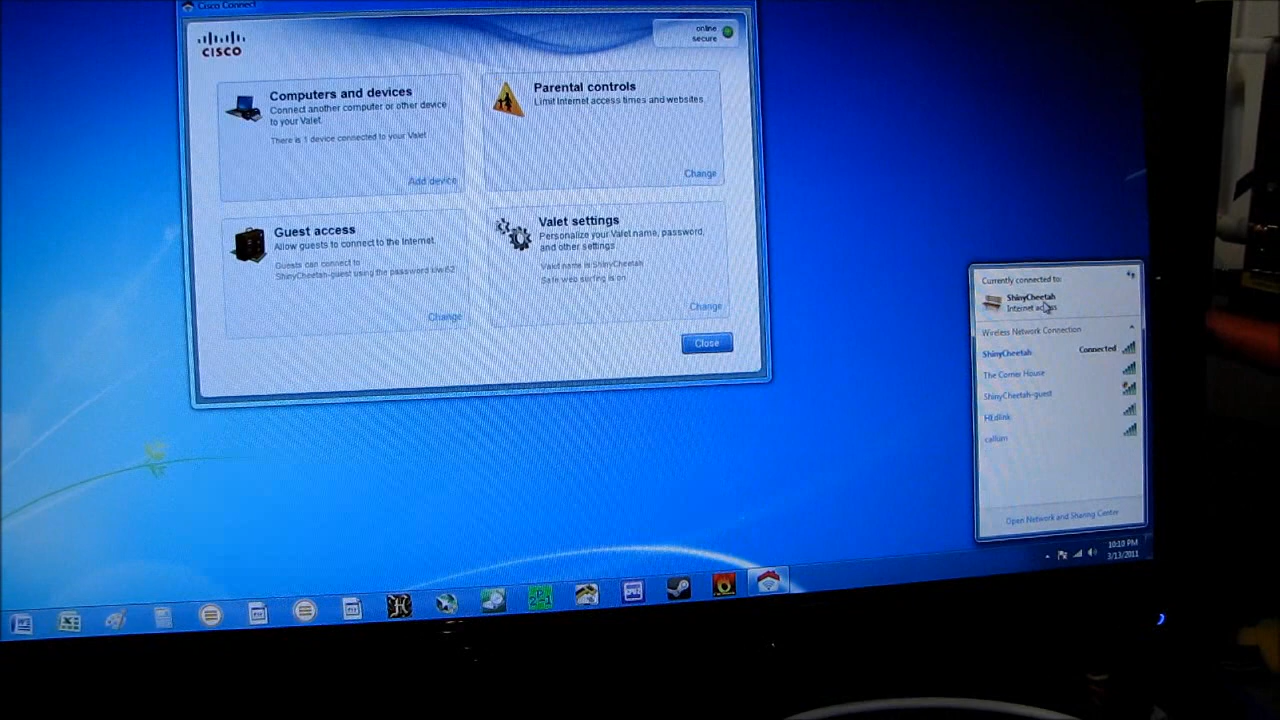 Cisco Connect
CISCO
online
secure
Computers and devices
Connect another computer or other device
to your Valet.
There is 1 device connected to your Valet
Add device
Parental controls
Limit Internet access times and websites.
Change
Guest access
Allow guests to connect to the Internet.
Guests can connect to
ShinyCheetah-guest using the password kiwi62
Change
Valet settings
Personalize your Valet name, password,
and other settings.
Valet name is ShinyCheetah
Safe web surfing is on
Change
Close
Currently connected to:
ShinyCheetah
Internet access
Wireless Network Connection
ShinyCheetah Connected
The Corner House
ShinyCheetah-guest
callum
Open Network and Sharing Center
10:10 PM
3/13/2011